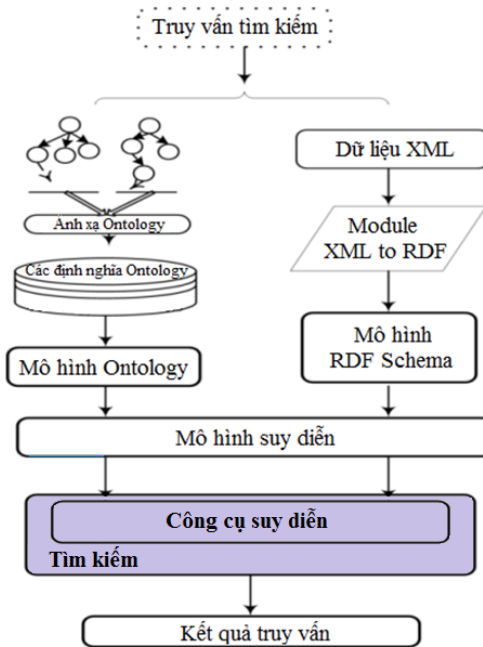 Truy vấn tìm kiếm
Dữ liệu XML
Ánh xạ Ontology
Module
XML to RDF
Các định nghĩa Ontology
Mô hình
RDF Schema
Mô hình Ontology
Mô hình suy diễn
Công cụ suy diễn
Tìm kiếm
Kết quả truy vấn